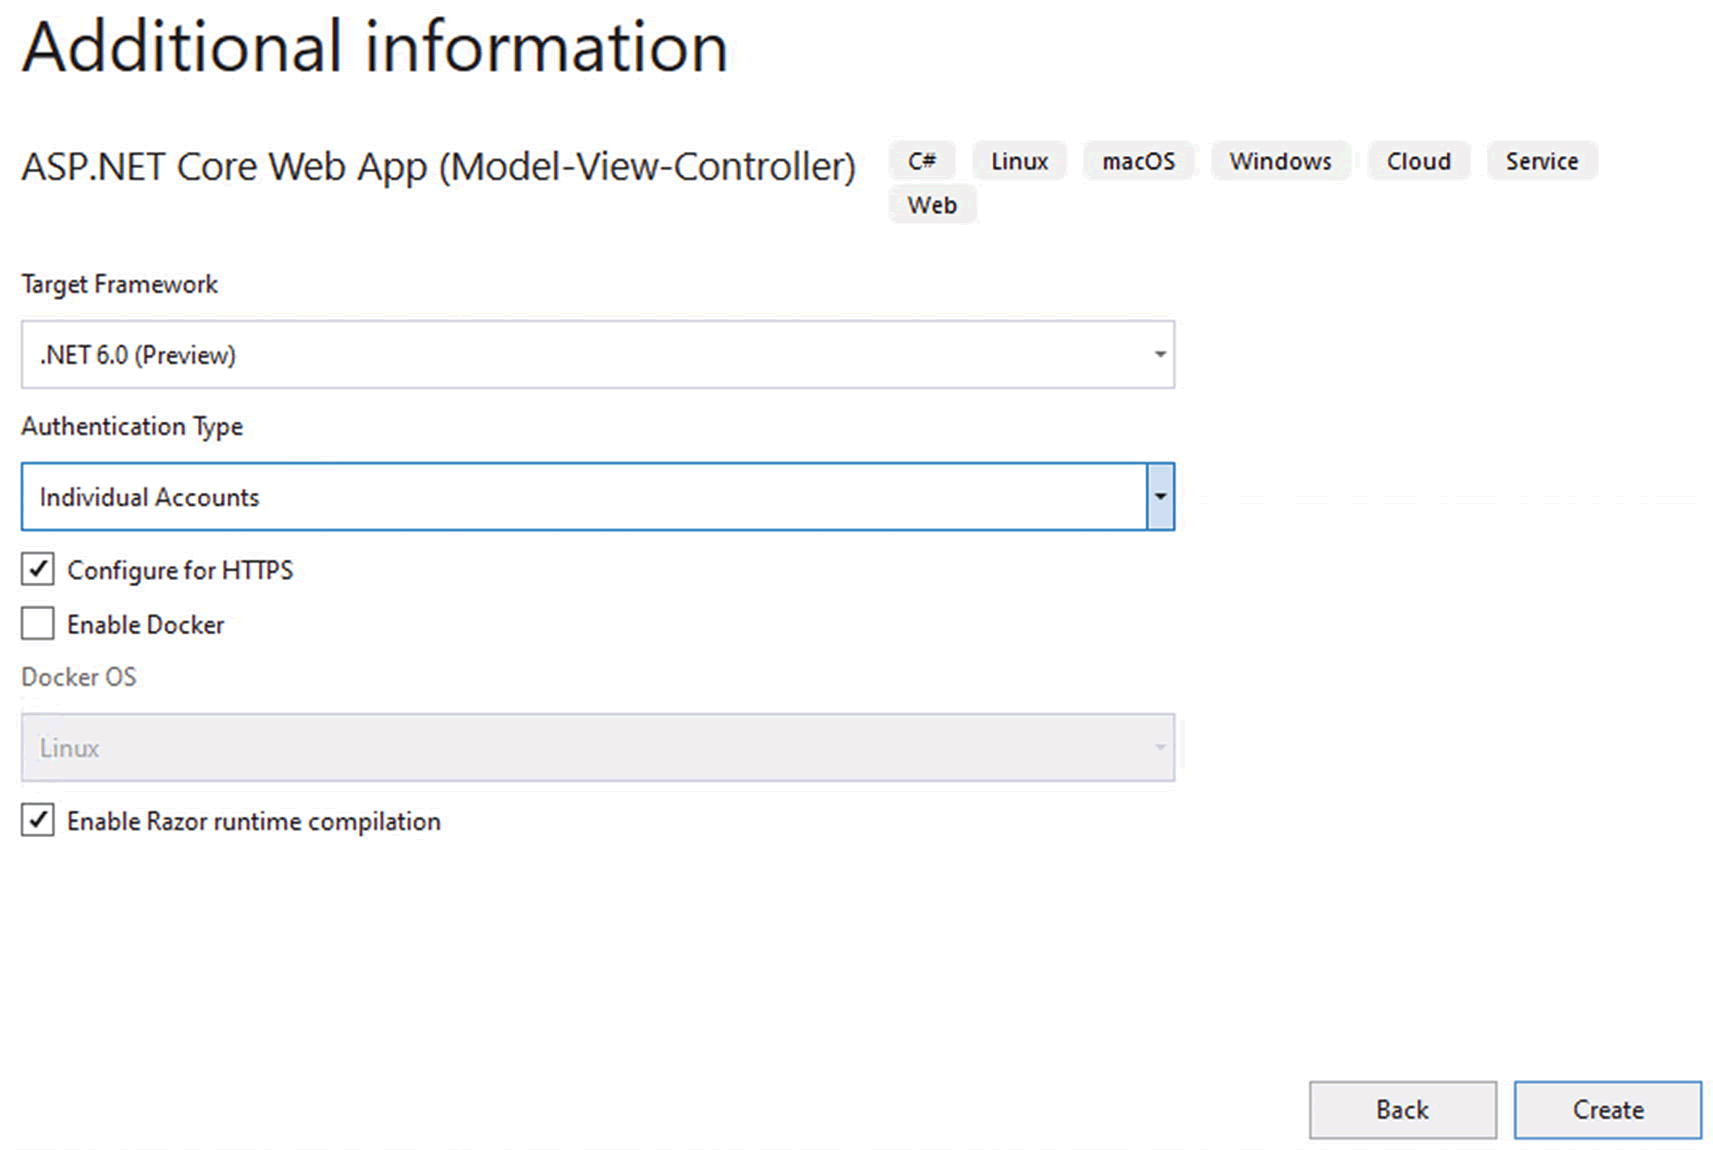 Additional information
ASP.NET Core Web App (Model-View-Controller) C# Linux macOS Windows Cloud Service
Web
Target Framework
.NET 6.0 (Preview)
Authentication Type
Individual Accounts
Configure for HTTPS
Enable Docker
Docker OS
Linux
Enable Razor runtime compilation
Back Create